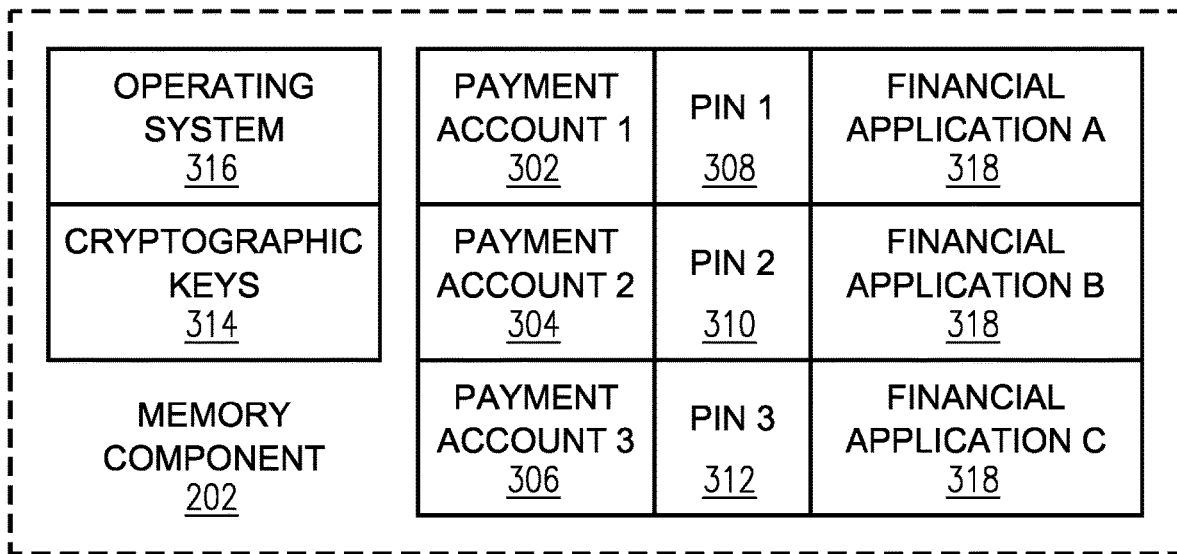 OPERATING
SYSTEM
316
CRYPTOGRAPHIC
KEYS
314
MEMORY
COMPONENT
202
PAYMENT
ACCOUNT 1
302
PIN 1
308
FINANCIAL
APPLICATION A
318
PAYMENT
ACCOUNT 2
304
PIN 2
310
FINANCIAL
APPLICATION B
318
PAYMENT
ACCOUNT 3
306
PIN 3
312
FINANCIAL
APPLICATION C
318